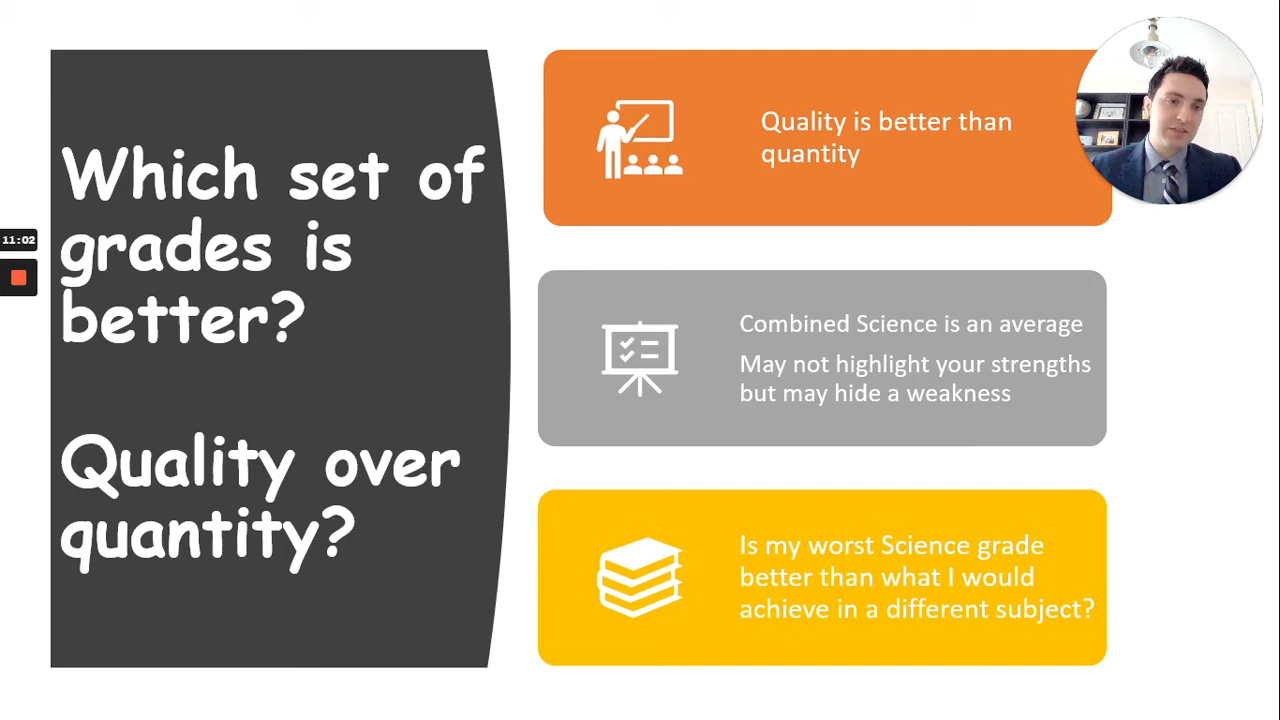 Which set of
grades is
better?
Quality over
quantity?
11:02
Quality is better than
quantity
Combined Science is an average
May not highlight your strengths
but may hide a weakness
Is my worst Science grade
better than what I would
achieve in a different subject?